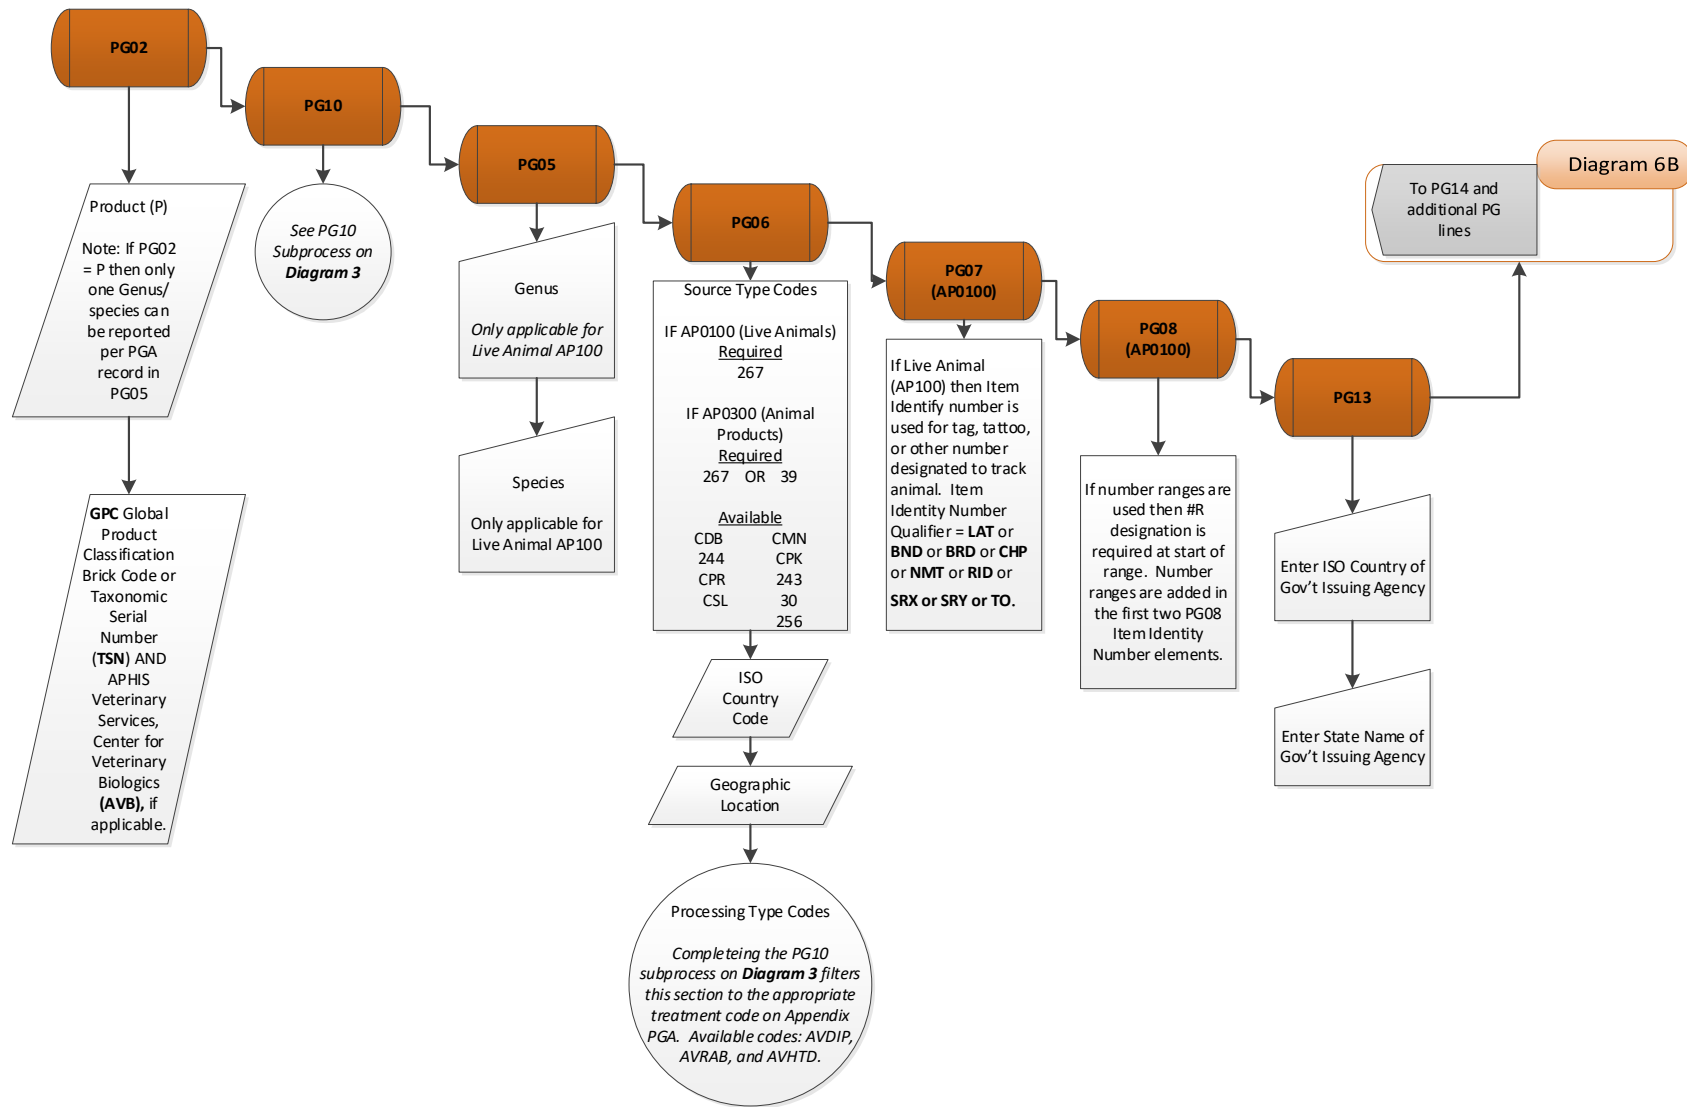 PG02
Product (P)
Note: If PG02
= P then only
one Genus/
species can
be reported
per PGA
record in
PG05
GPC Global
Product
Classification
Brick Code or
Taxonomic
Serial
Number
(TSN) AND
APHIS
Veterinary
Services,
Center for
Veterinary
Biologics
(AVB), if
applicable.
PG10
See PG10
Subprocess on
Diagram 3
PG05
Genus
Only applicable for
Live Animal AP100
Species
Only applicable for
Live Animal AP100
PG06
Source Type Codes
IF AP0100 (Live Animals)
Required
267
IF AP0300 (Animal
Products)
Required
267 OR 39
Available
CDB CMN
244 CPK
CPR 243
CSL 30
256
ISO
Country
Code
Geographic
Location
Processing Type Codes
Completeing the PG10
subprocess on Diagram 3 filters
this section to the appropriate
treatment code on Appendix
PGA. Available codes: AVDIP,
AVRAB, and AVHTD.
PG07
(AP0100)
If Live Animal
(AP100) then Item
Identify number is
used for tag, tattoo,
or other number
designated to track
animal. Item
Identity Number
Qualifier = LAT or
BND or BRD or CHP
or NMT or RID or
SRX or SRY or TO.
PG08
(AP0100)
If number ranges are
used then #R
designation is
required at start of
range. Number
ranges are added in
the first two PG08
Item Identity
Number elements.
PG13
Enter ISO Country of
Gov't Issuing Agency
Enter State Name of
Gov't Issuing Agency
Diagram 6B
To PG14 and
additional PG
lines